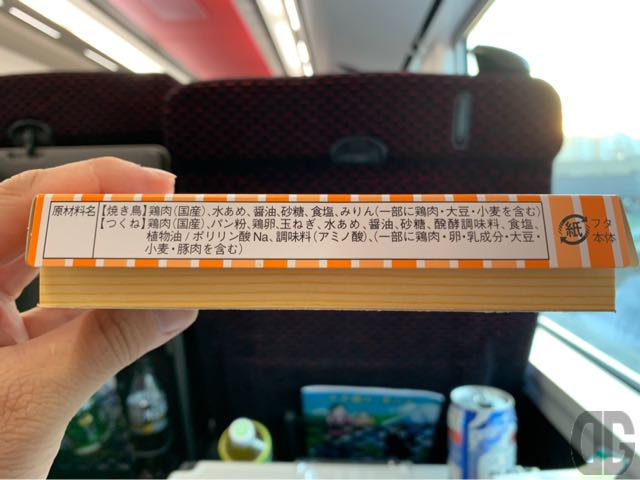 原材料名
【焼き鳥】鶏肉(国産)、水あめ、醤油、砂糖、食塩、みりん(一部に鶏肉・大豆・小麦を含む)
【つくね】鶏肉(国産)、パン粉、鶏卵、玉ねぎ、水あめ、醤油、砂糖、醗酵調味料、食塩、
植物油/ポリリン酸Na、調味料(アミノ酸)、(一部に鶏肉・卵・乳成分・大豆・
小麦・豚肉を含む)
紙
フタ
本体